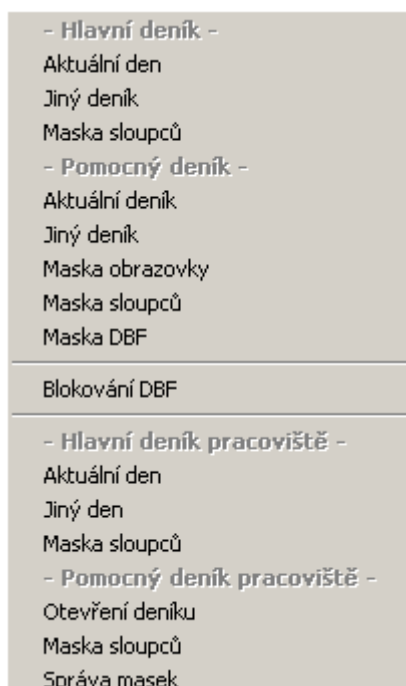 - Hlavní deník -
Aktuální den
Jiný deník
Maska sloupců
- Pomocný deník -
Aktuální deník
Jiný deník
Maska obrazovky
Maska sloupců
Maska DBF
Blokování DBF
- Hlavní deník pracoviště -
Aktuální den
Jiný den
Maska sloupců
- Pomocný deník pracoviště -
Otevření deníku
Maska sloupců
Správa masek